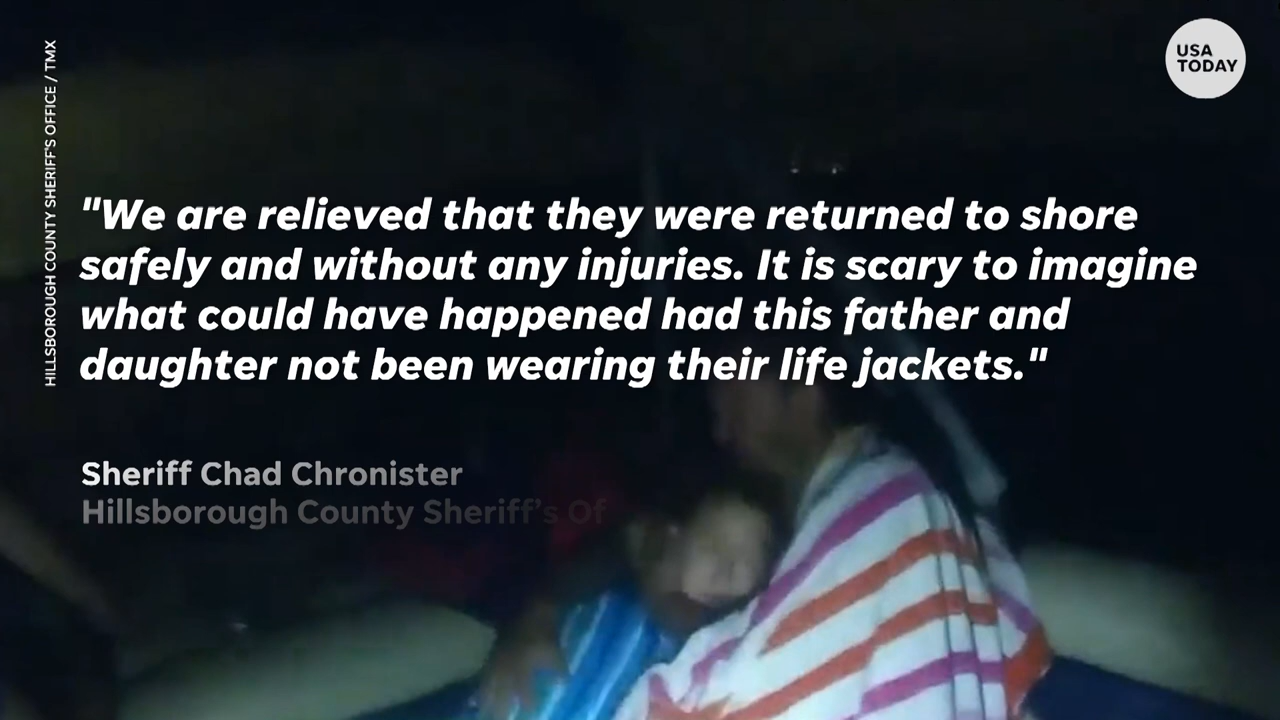 HILLSBOROUGH COUNTY SHERIFF'S OFFICE / TMX
USA
TODAY
"We are relieved that they were returned to shore
safely and without any injuries. It is scary to imagine
what could have happened had this father and
daughter not been wearing their life jackets."
Sheriff Chad Chronister
Hillsborough County Sheriff's Of